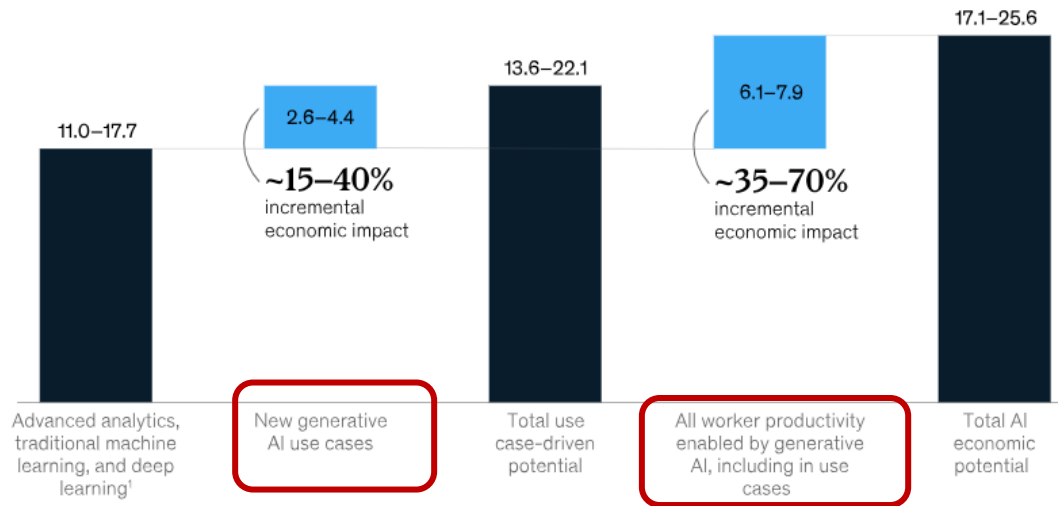 17.1–25.6
13.6–22.1
6.1–7.9
2.6–4.4
11.0–17.7
~15–40%
incremental
economic impact
~35–70%
incremental
economic impact
Advanced analytics,
traditional machine
learning, and deep
learning¹
New generative
AI use cases
Total use
case-driven
potential
All worker productivity
enabled by generative
AI, including in use
cases
Total AI
economic
potential